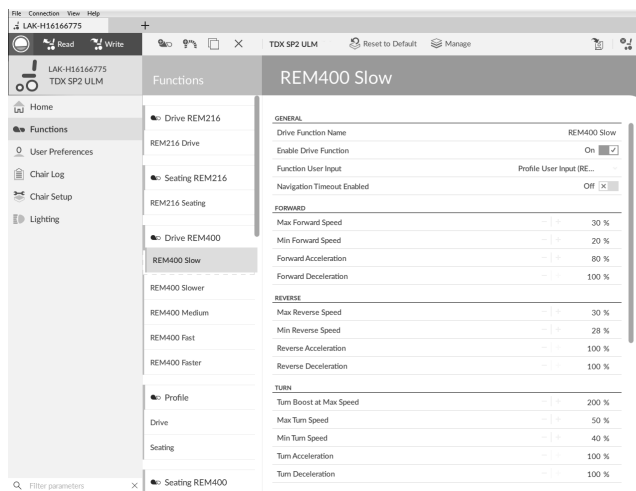 File Connection View Help
LAK-H16166775
Read Write TDX SP2 ULM Reset to Default Manage
LAK-H16166775
TDX SP2 ULM
Home
Functions
User Preferences
Chair Log
Chair Setup
Lighting
Filter parameters
Functions
Drive REM216
REM216 Drive
Seating REM216
REM216 Seating
Drive REM400
REM400 Slow
REM400 Slower
REM400 Medium
REM400 Fast
REM400 Faster
Profile
Drive
Seating
Seating REM400
REM400 Slow
GENERAL
Drive Function Name REM400 Slow
Enable Drive Function On
Function User Input Profile User Input (RE...
Navigation Timeout Enabled Off
FORWARD
Max Forward Speed - + 30 %
Min Forward Speed - + 20 %
Forward Acceleration - + 80 %
Forward Deceleration - + 100 %
REVERSE
Max Reverse Speed - + 30 %
Min Reverse Speed - + 28 %
Reverse Acceleration - + 100 %
Reverse Deceleration - + 100 %
TURN
Turn Boost at Max Speed - + 200 %
Max Turn Speed - + 50 %
Min Turn Speed - + 40 %
Turn Acceleration - + 100 %
Turn Deceleration - + 100 %